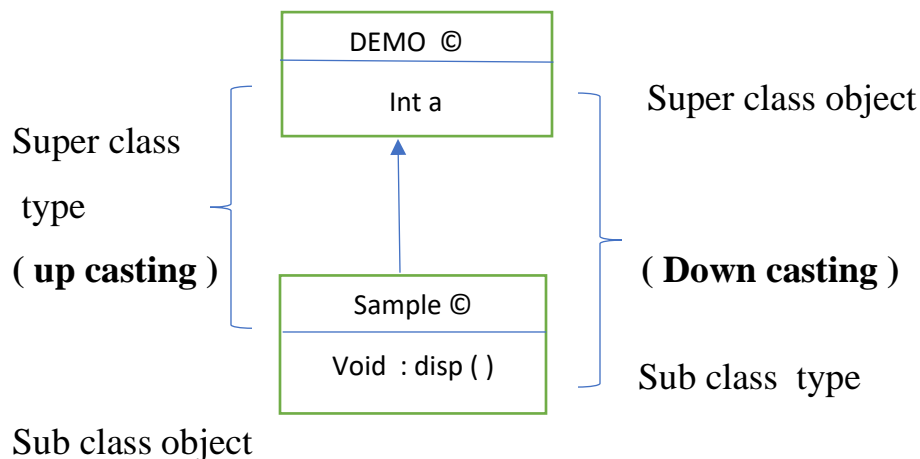 DEMO ©
Int a
Super class object
Super class
type
( up casting )
( Down casting )
Sample ©
Void : disp ( )
Sub class type
Sub class object